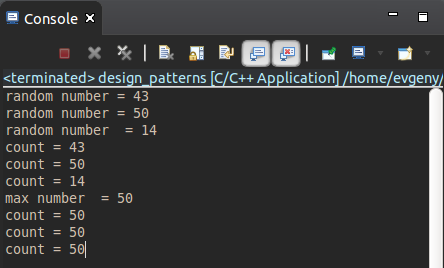 Console
<terminated> design_patterns [C/C++ Application] /home/evgeny/
random number = 43
random number = 50
random number  = 14
count = 43
count = 50
count = 14
max number  = 50
count = 50
count = 50
count = 50